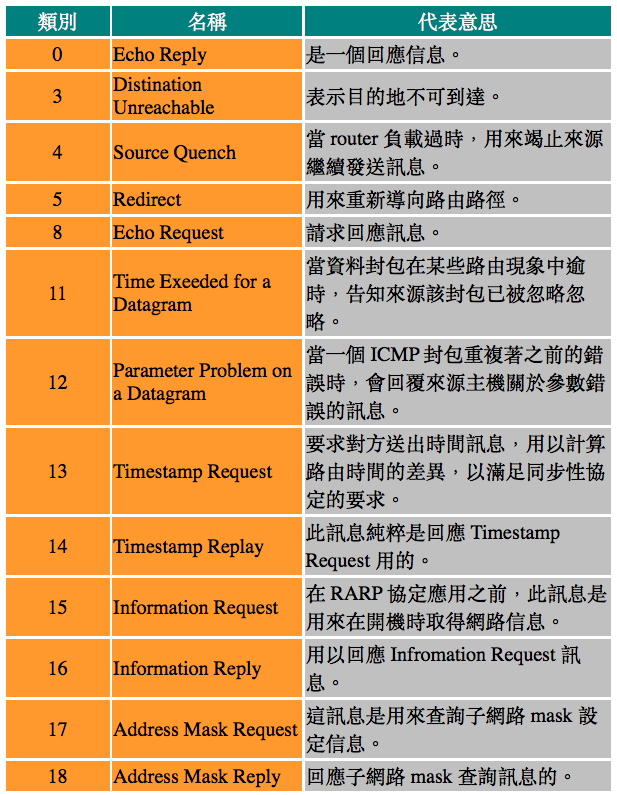 類別 名稱 代表意思
0 Echo Reply 是一個回應信息。
3 Distination 表示目的地不可到達。
Unreachable
4 Source Quench 當 router 負載過時，用來竭止來源
繼續發送訊息。
5 Redirect 用來重新導向路由路徑。
8 Echo Request 請求回應訊息。
11 Time Exeeded for a 當資料封包在某些路由現象中逾
Datagram 時，告知來源該封包已被忽略忽
略。
12 Parameter Problem on 當一個 ICMP 封包重複著之前的錯
a Datagram 誤時，會回覆來源主機關於參數錯
誤的訊息。
13 Timestamp Request 要求對方送出時間訊息，用以計算
路由時間的差異，以滿足同步性協
定的要求。
14 Timestamp Replay 此訊息純粹是回應 Timestamp
Request 用的。
15 Information Request 在 RARP 協定應用之前，此訊息是
用來在開機時取得網路信息。
16 Information Reply 用以回應 Infromation Request 訊
息。
17 Address Mask Request 這訊息是用來查詢子網路 mask 設
定信息。
18 Address Mask Reply 回應子網路 mask 查詢訊息的。